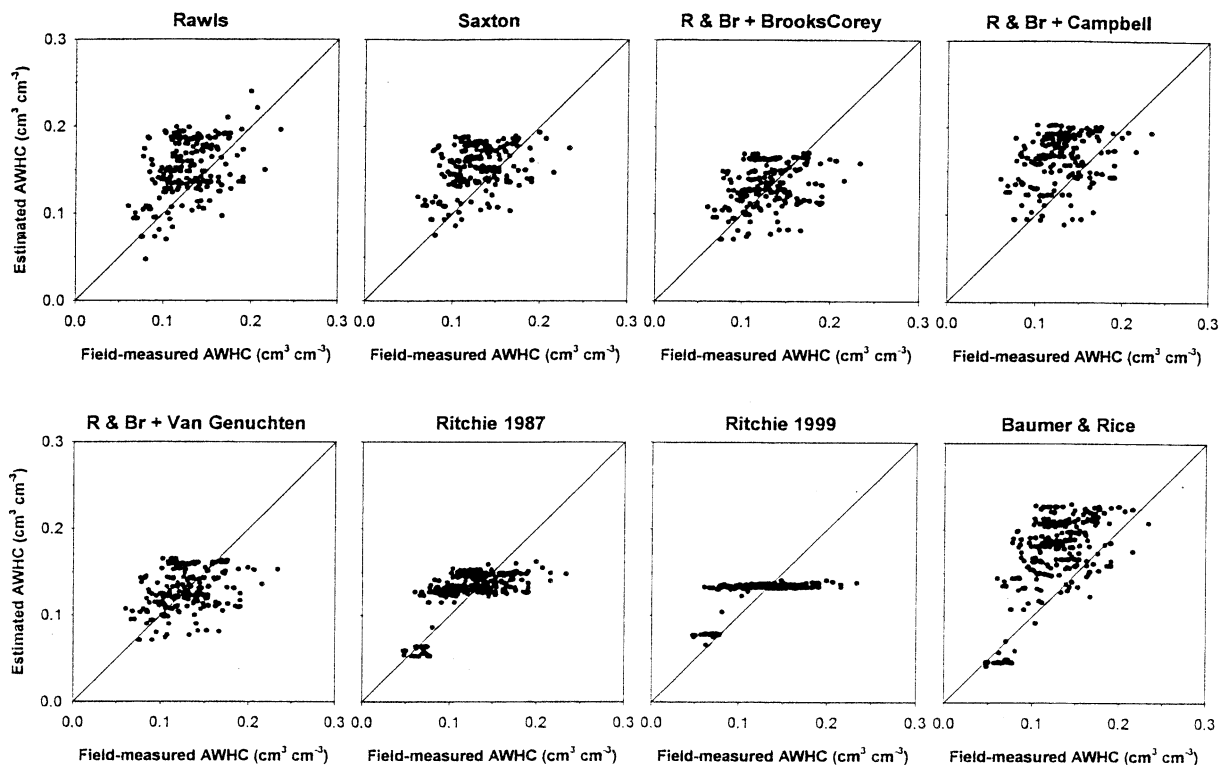 Rawls
Saxton
R & Br + BrooksCorey
R & Br + Campbell
Estimated AWHC (cm³ cm⁻³)
0.3
0.2
0.1
0.0
0.0 0.1 0.2 0.3
0.0 0.1 0.2 0.3
0.0 0.1 0.2 0.3
0.0 0.1 0.2 0.3
Field-measured AWHC (cm³ cm⁻³)
Field-measured AWHC (cm³ cm⁻³)
Field-measured AWHC (cm³ cm⁻³)
Field-measured AWHC (cm³ cm⁻³)
R & Br + Van Genuchten
Ritchie 1987
Ritchie 1999
Baumer & Rice
Estimated AWHC (cm³ cm⁻³)
0.3
0.2
0.1
0.0
0.0 0.1 0.2 0.3
0.0 0.1 0.2 0.3
0.0 0.1 0.2 0.3
0.0 0.1 0.2 0.3
Field-measured AWHC (cm³ cm⁻³)
Field-measured AWHC (cm³ cm⁻³)
Field-measured AWHC (cm³ cm⁻³)
Field-measured AWHC (cm³ cm⁻³)